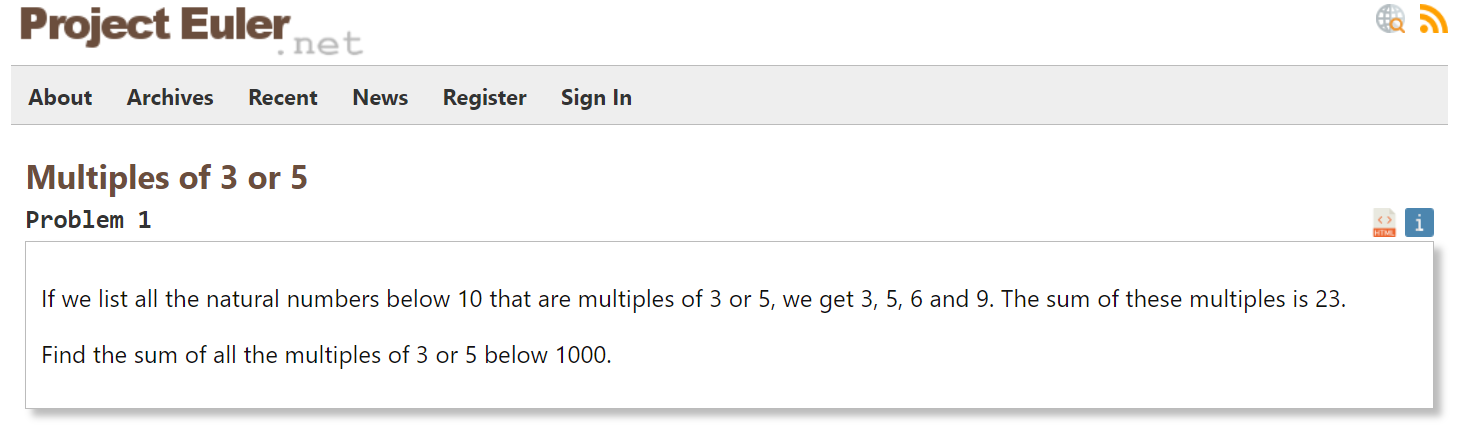 Project Euler
.net
About Archives Recent News Register Sign In
Multiples of 3 or 5
Problem 1
HTML i
If we list all the natural numbers below 10 that are multiples of 3 or 5, we get 3, 5, 6 and 9. The sum of these multiples is 23.
Find the sum of all the multiples of 3 or 5 below 1000.